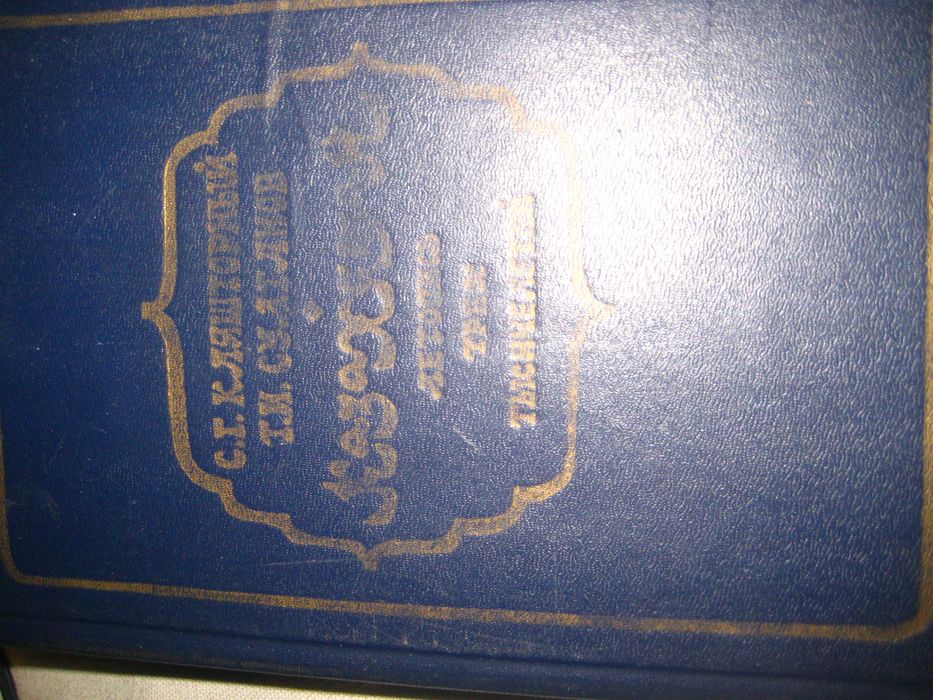 С.Г. КЛЯШТОРНЫЙ
Т.И. СУЛТАНОВ
Казахстан
ЛЕТОПИСЬ
ТРЕХ
ТЫСЯЧЕЛЕТИЙ